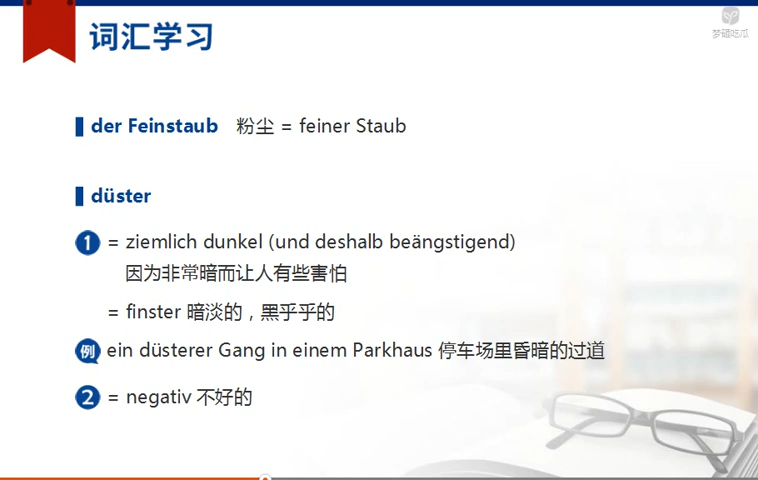 词汇学习
梦硒吃瓜
der Feinstaub 粉尘 = feiner Staub
düster
1 = ziemlich dunkel (und deshalb beängstigend)
因为非常暗而让人有些害怕
= finster 暗淡的，黑乎乎的
例 ein düsterer Gang in einem Parkhaus 停车场里昏暗的过道
2 = negativ 不好的